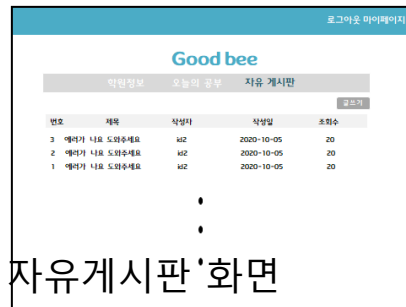 로그아웃 마이페이지
Good bee
학원정보 오늘의 공부 자유 게시판
글쓰기
번호 제목 작성자 작성일 조회수
3 에러가 나요 도와주세요 id2 2020-10-05 20
2 에러가 나요 도와주세요 id2 2020-10-05 20
1 에러가 나요 도와주세요 id2 2020-10-05 20
자유게시판 화면